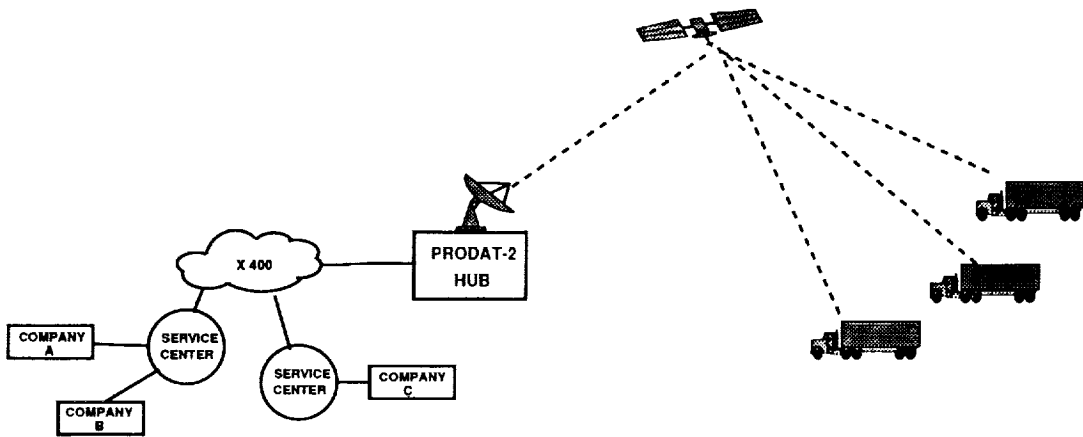 PRODAT-2
HUB
X 400
COMPANY
A
SERVICE
CENTER
COMPANY
B
SERVICE
CENTER
COMPANY
C